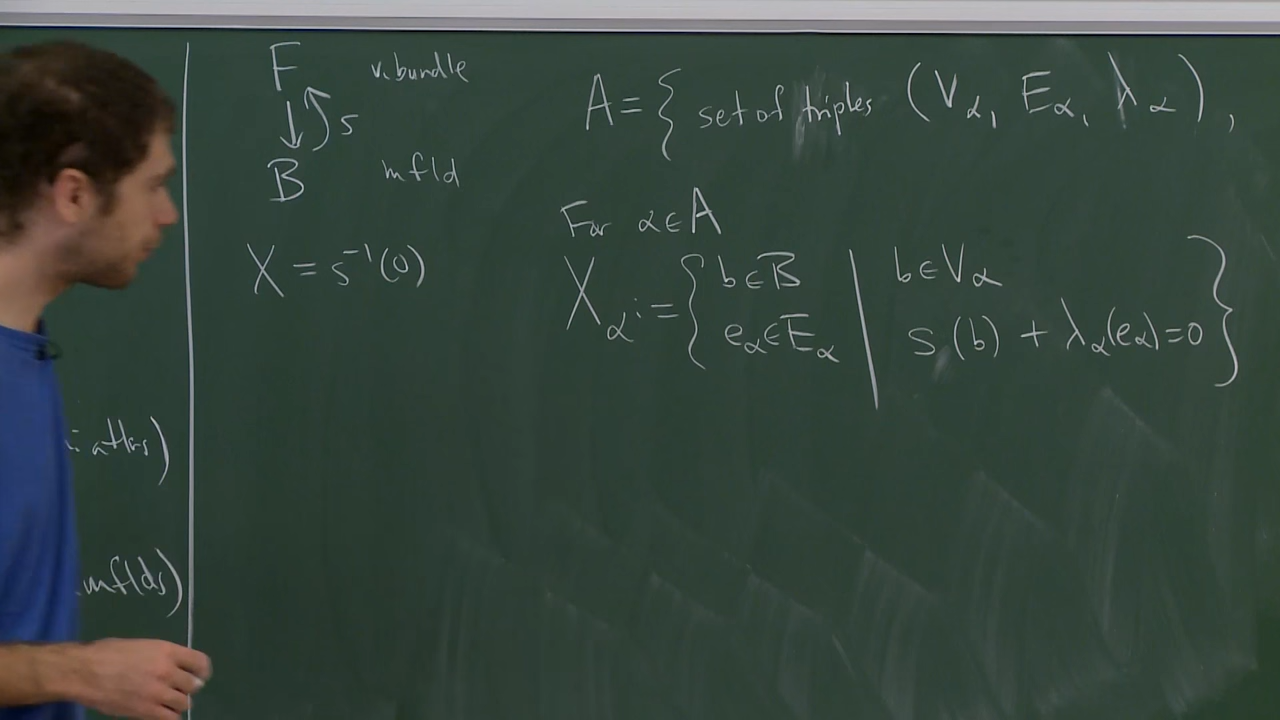 : atlas)
. mflds)
F v. bundle
↓ s
B mfld
X = s⁻¹(0)
A = { set of triples (V_α, E_α, λ_α),
For α ∈ A
X_α := { b ∈ B | b ∈ V_α
e_α ∈ E_α | s(b) + λ_α(e_α) = 0 }